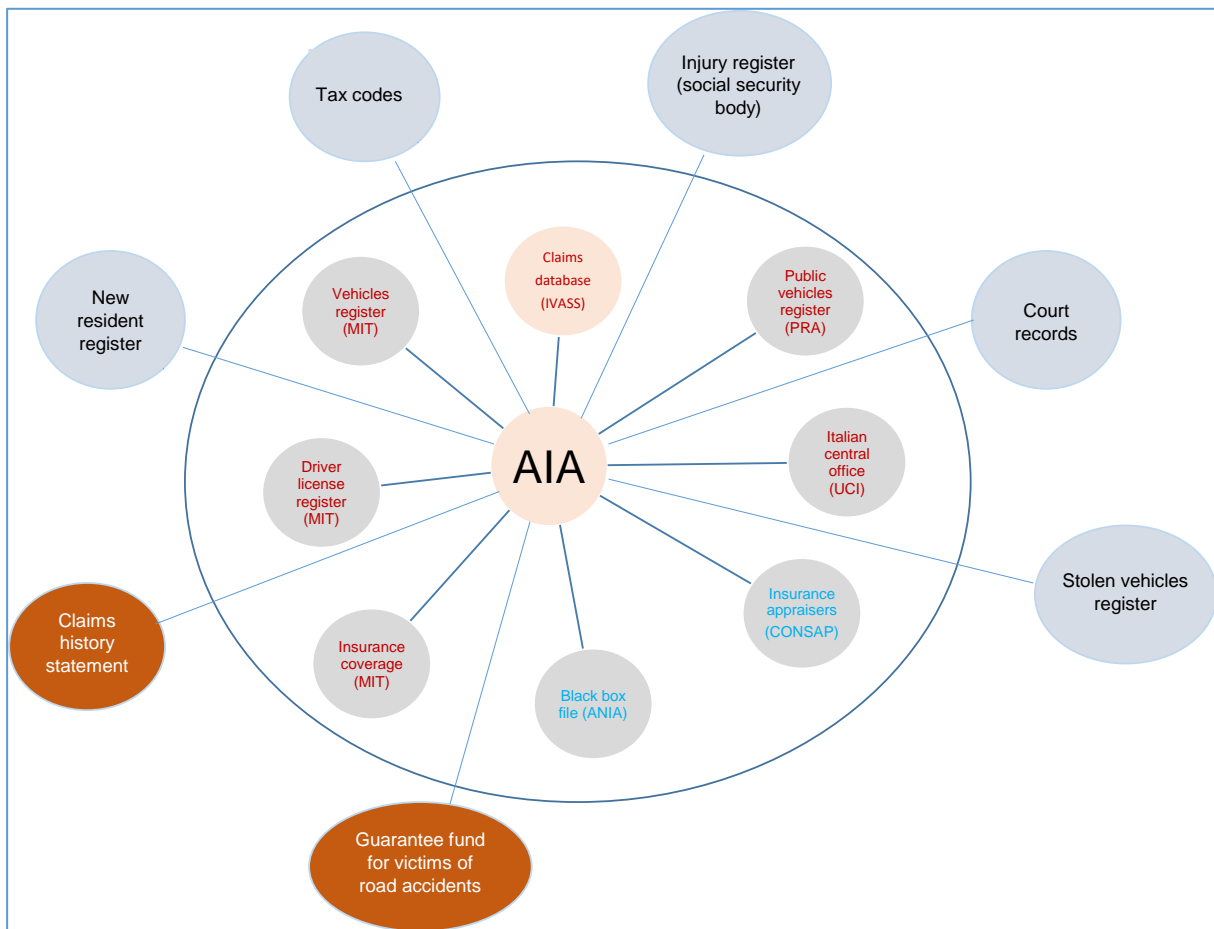 Tax codes
Injury register
(social security
body)
Claims
database
(IVASS)
Vehicles
register
(MIT)
Public
vehicles
register
(PRA)
New
resident
register
Court
records
AIA
Italian
central
office
(UCI)
Driver
license
register
(MIT)
Stolen vehicles
register
Insurance
appraisers
(CONSAP)
Claims
history
statement
Insurance
coverage
(MIT)
Black box
file (ANIA)
Guarantee fund
for victims of
road accidents